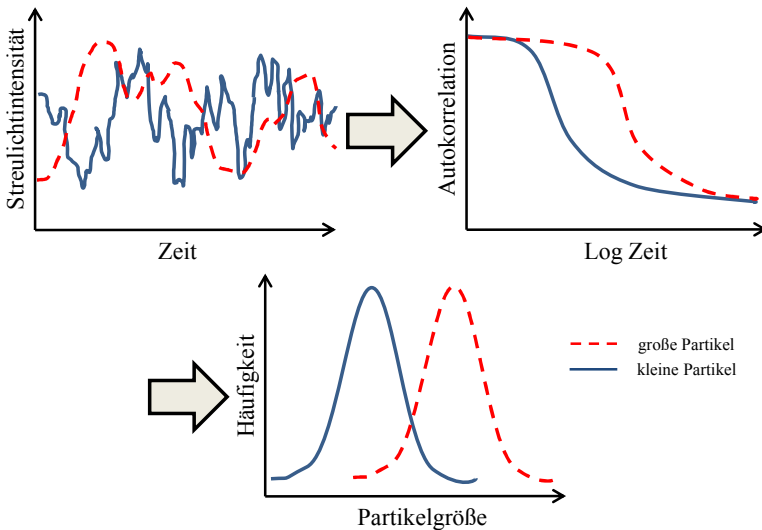 Streulichtintensität
Zeit
Autokorrelation
Log Zeit
Häufigkeit
Partikelgröße
große Partikel
kleine Partikel